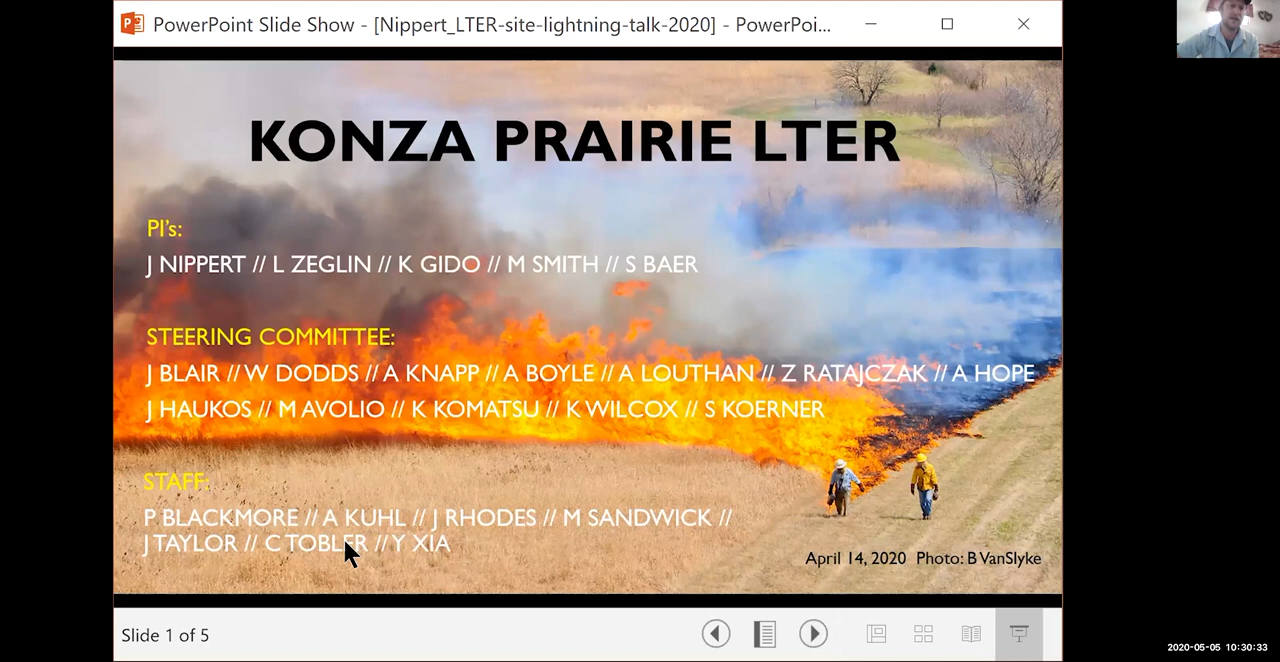 PowerPoint Slide Show - [Nippert_LTER-site-lightning-talk-2020] - PowerPoi...
KONZA PRAIRIE LTER
PI's:
J NIPPERT // L ZEGLIN // K GIDO // M SMITH // S BAER
STEERING COMMITTEE:
J BLAIR // W DODDS // A KNAPP // A BOYLE // A LOUTHAN // Z RATAJCZAK // A HOPE
J HAUKOS // M AVOLIO // K KOMATSU // K WILCOX // S KOERNER
STAFF:
P BLACKMORE // A KUHL // J RHODES // M SANDWICK //
J TAYLOR // C TOBLER // Y XIA
April 14, 2020 Photo: B VanSlyke
Slide 1 of 5
2020-05-05 10:30:33